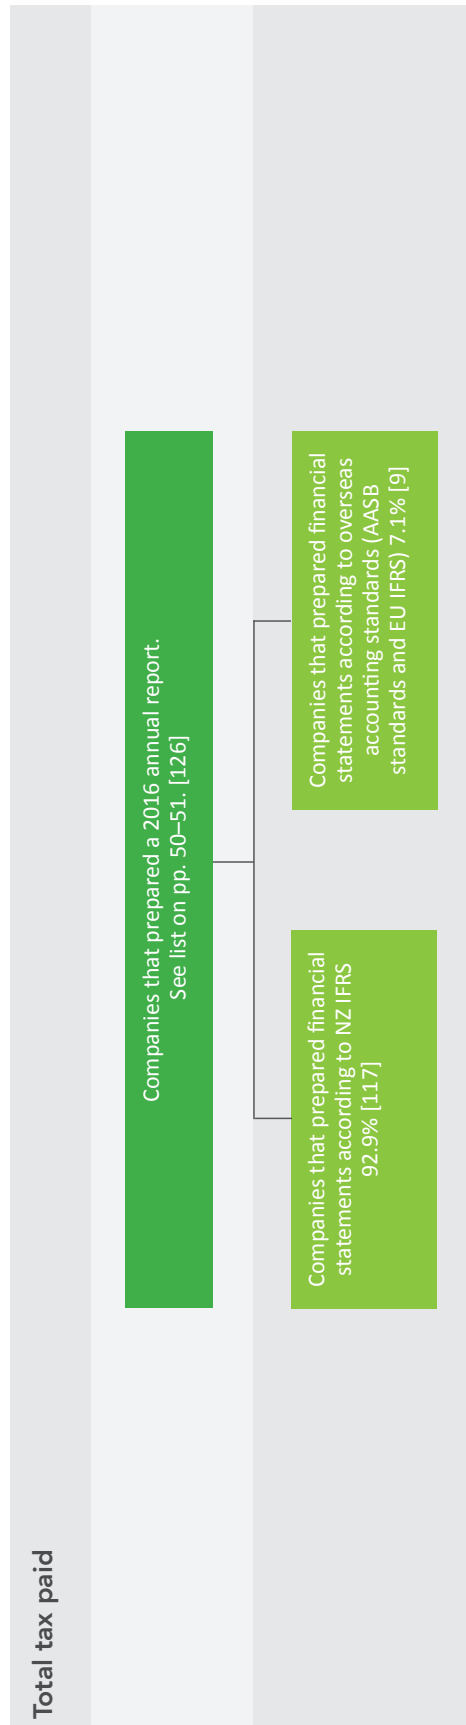 Total tax paid
Companies that prepared a 2016 annual report.
See list on pp. 50–51. [126]
Companies that prepared financial
statements according to NZ IFRS
92.9% [117]
Companies that prepared financial
statements according to overseas
accounting standards (AASB
standards and EU IFRS) 7.1% [9]